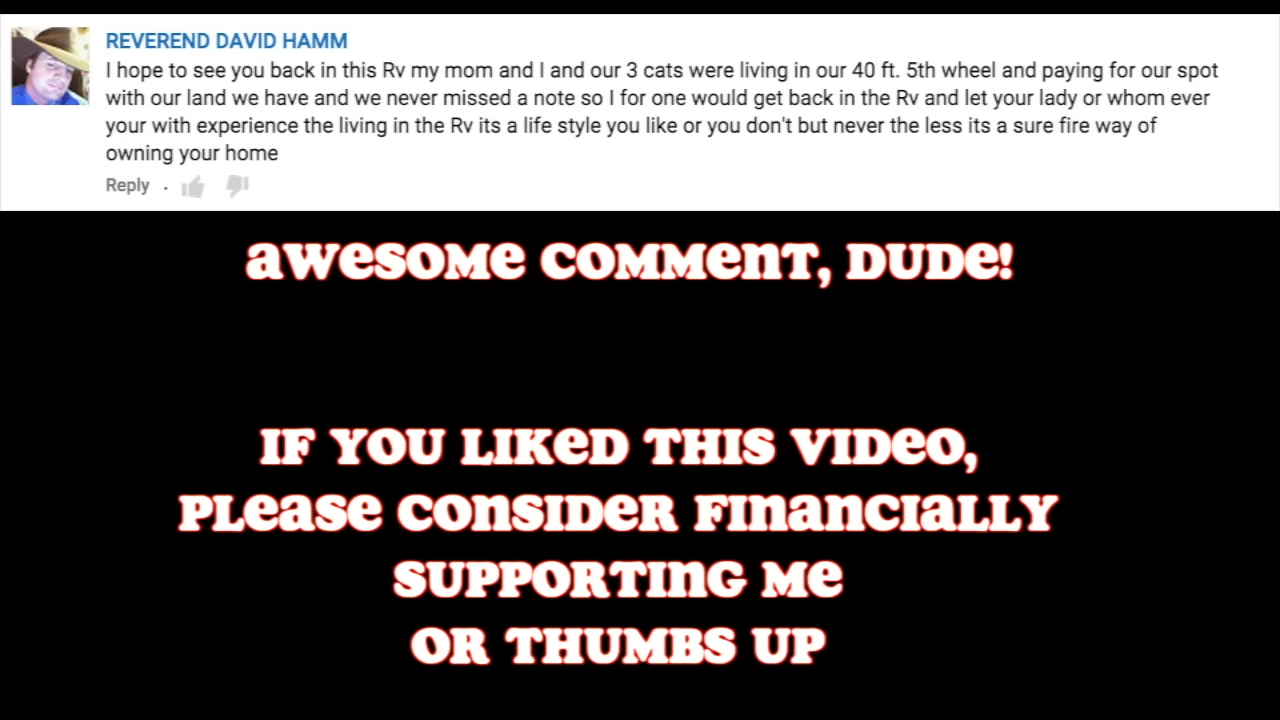 REVEREND DAVID HAMM
I hope to see you back in this Rv my mom and I and our 3 cats were living in our 40 ft. 5th wheel and paying for our spot
with our land we have and we never missed a note so I for one would get back in the Rv and let your lady or whom ever
your with experience the living in the Rv its a life style you like or you don't but never the less its a sure fire way of
owning your home
Reply ·
AWESOME COMMENT, DUDE!
IF YOU LIKED THIS VIDEO,
PLEASE CONSIDER FINANCIALLY
SUPPORTING ME
OR THUMBS UP